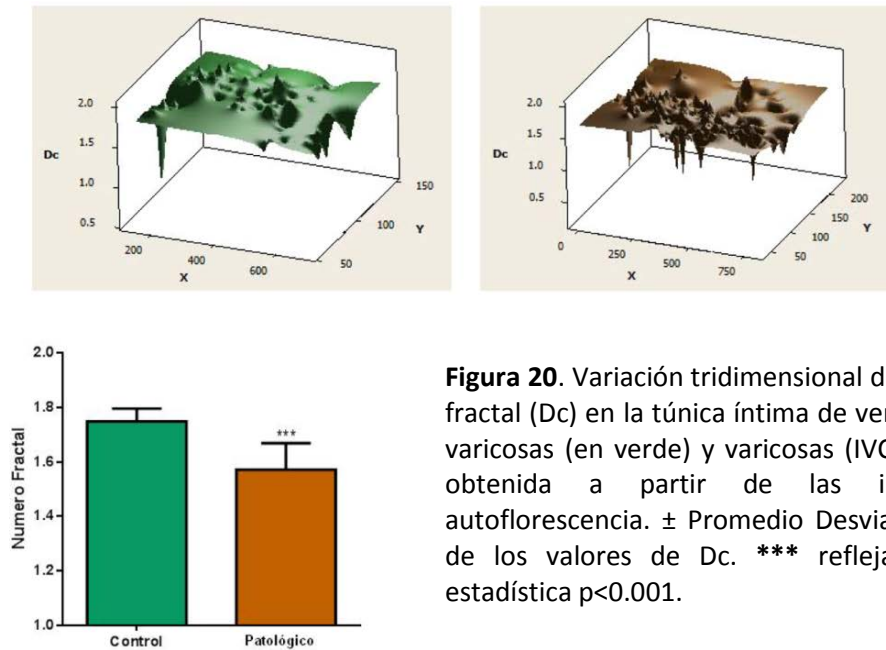 2.0
1.5
Dc
1.0
0.5
200
400
600
X
50
100
150
Y
2.0
1.5
Dc
1.0
0.5
0
250
500
750
X
50
100
150
200
Y
2.0
1.8
1.6
1.4
1.2
1.0
Numero Fractal
***
Control
Patológico
Figura 20. Variación tridimensional d
fractal (Dc) en la túnica íntima de ve
varicosas (en verde) y varicosas (IVC
obtenida a partir de las i
autoflorescencia. ± Promedio Desvia
de los valores de Dc. *** refleja
estadística p<0.001.